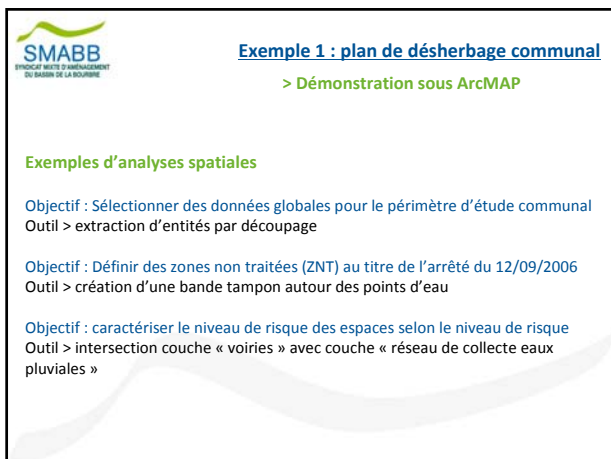 SMABB
SYNDICAT MIXTE D'AMÉNAGEMENT
DU BASSIN DE LA BOURBRE
Exemple 1 : plan de désherbage communal
> Démonstration sous ArcMAP
Exemples d'analyses spatiales
Objectif : Sélectionner des données globales pour le périmètre d'étude communal
Outil > extraction d'entités par découpage
Objectif : Définir des zones non traitées (ZNT) au titre de l'arrêté du 12/09/2006
Outil > création d'une bande tampon autour des points d'eau
Objectif : caractériser le niveau de risque des espaces selon le niveau de risque
Outil > intersection couche « voiries » avec couche « réseau de collecte eaux
pluviales »